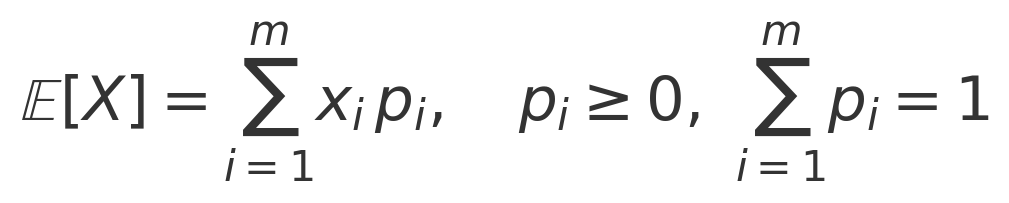 𝔼[X] = ∑_{i=1}^{m} x_i p_i,  p_i ≥ 0, ∑_{i=1}^{m} p_i = 1